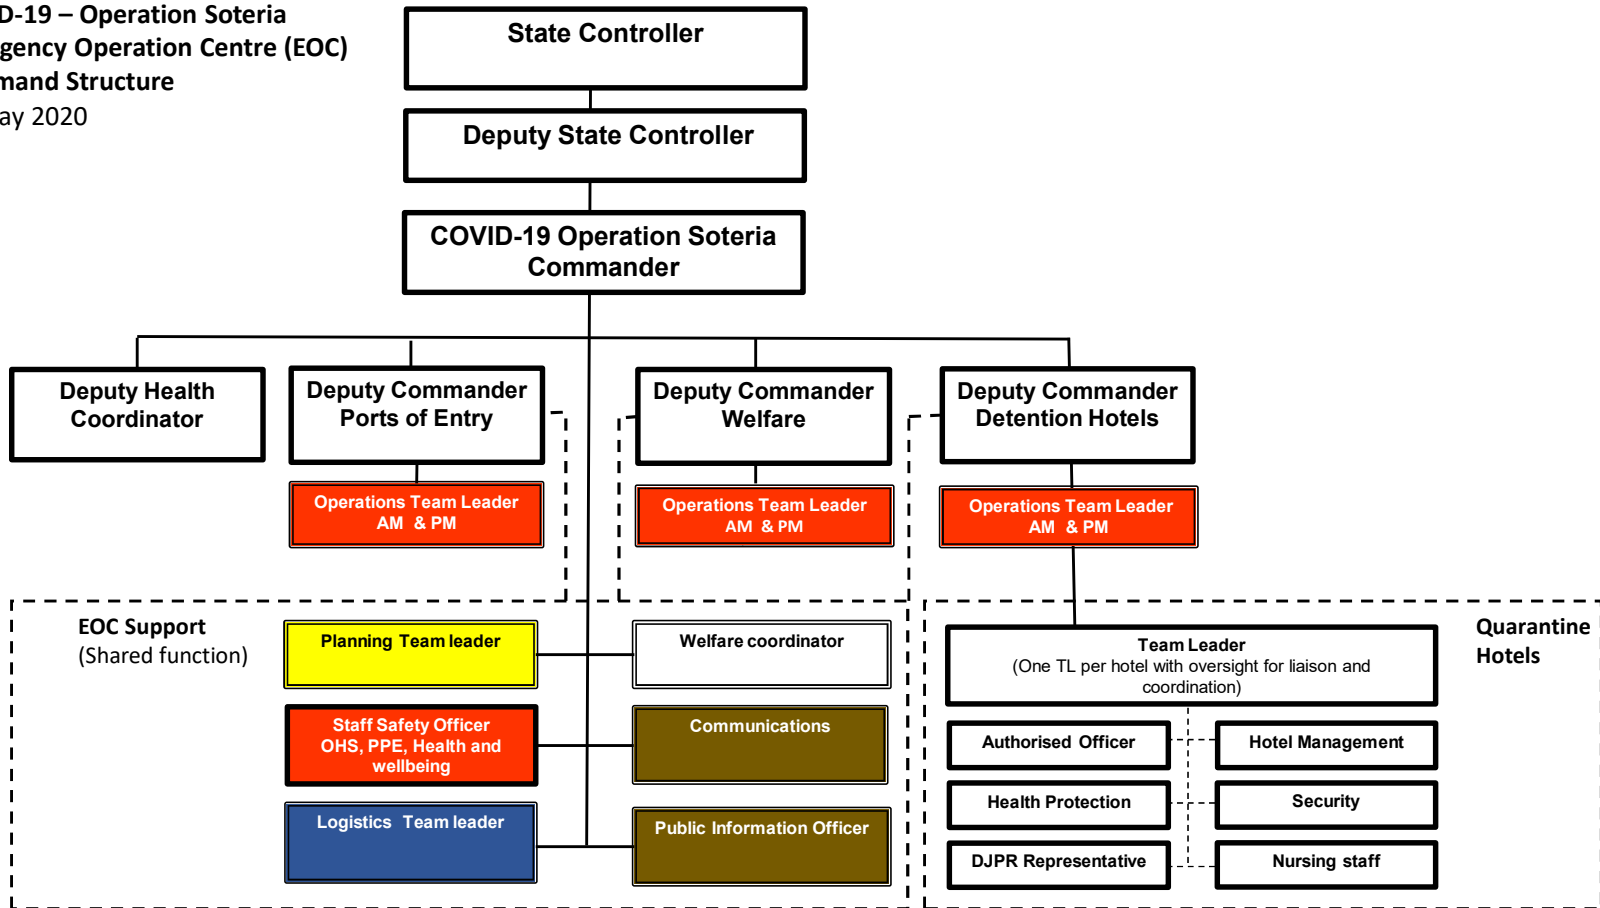 D-19 – Operation Soteria
gency Operation Centre (EOC)
mand Structure
ay 2020
State Controller
Deputy State Controller
COVID-19 Operation Soteria
Commander
Deputy Health
Coordinator
Deputy Commander
Ports of Entry
Deputy Commander
Welfare
Deputy Commander
Detention Hotels
Operations Team Leader
AM & PM
Operations Team Leader
AM & PM
Operations Team Leader
AM & PM
EOC Support
(Shared function)
Planning Team leader
Welfare coordinator
Staff Safety Officer
OHS, PPE, Health and
wellbeing
Communications
Logistics Team leader
Public Information Officer
Quarantine
Hotels
Team Leader
(One TL per hotel with oversight for liaison and
coordination)
Authorised Officer
Hotel Management
Health Protection
Security
DJPR Representative
Nursing staff